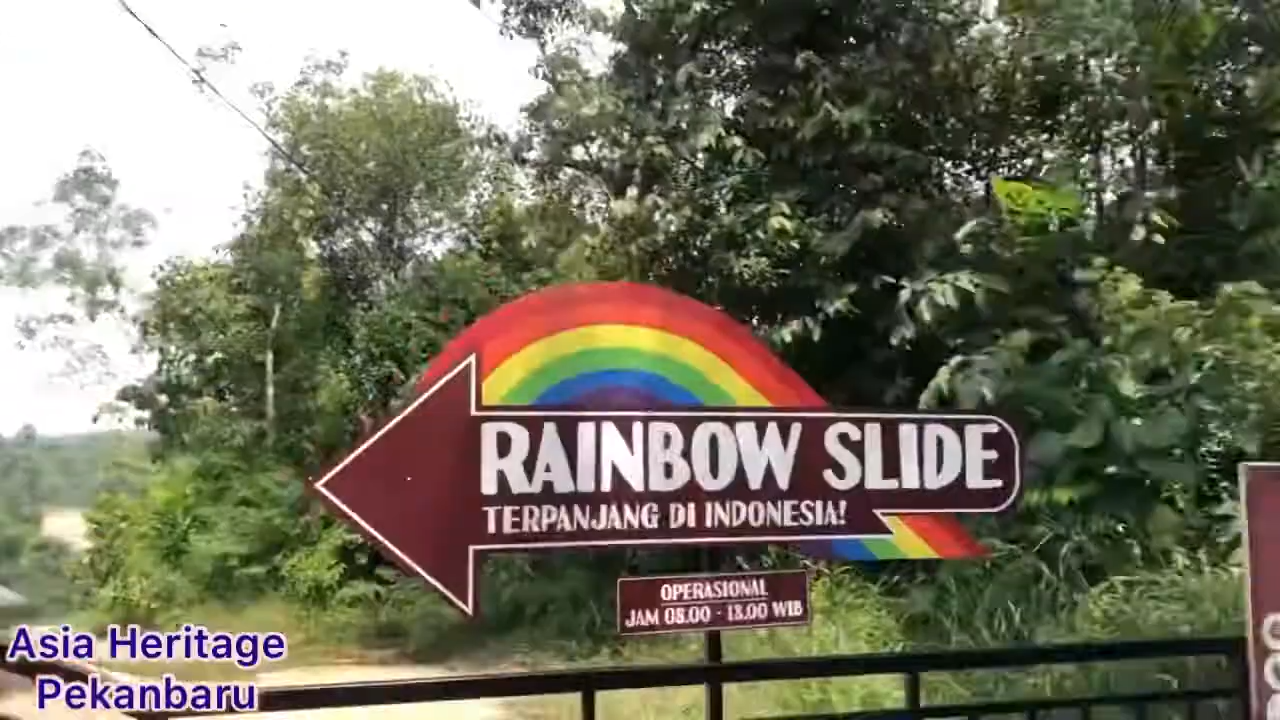 RAINBOW SLIDE
TERPANJANG DI INDONESIA!
OPERASIONAL
JAM 08.00 - 18.00 WIB
Asia Heritage
Pekanbaru